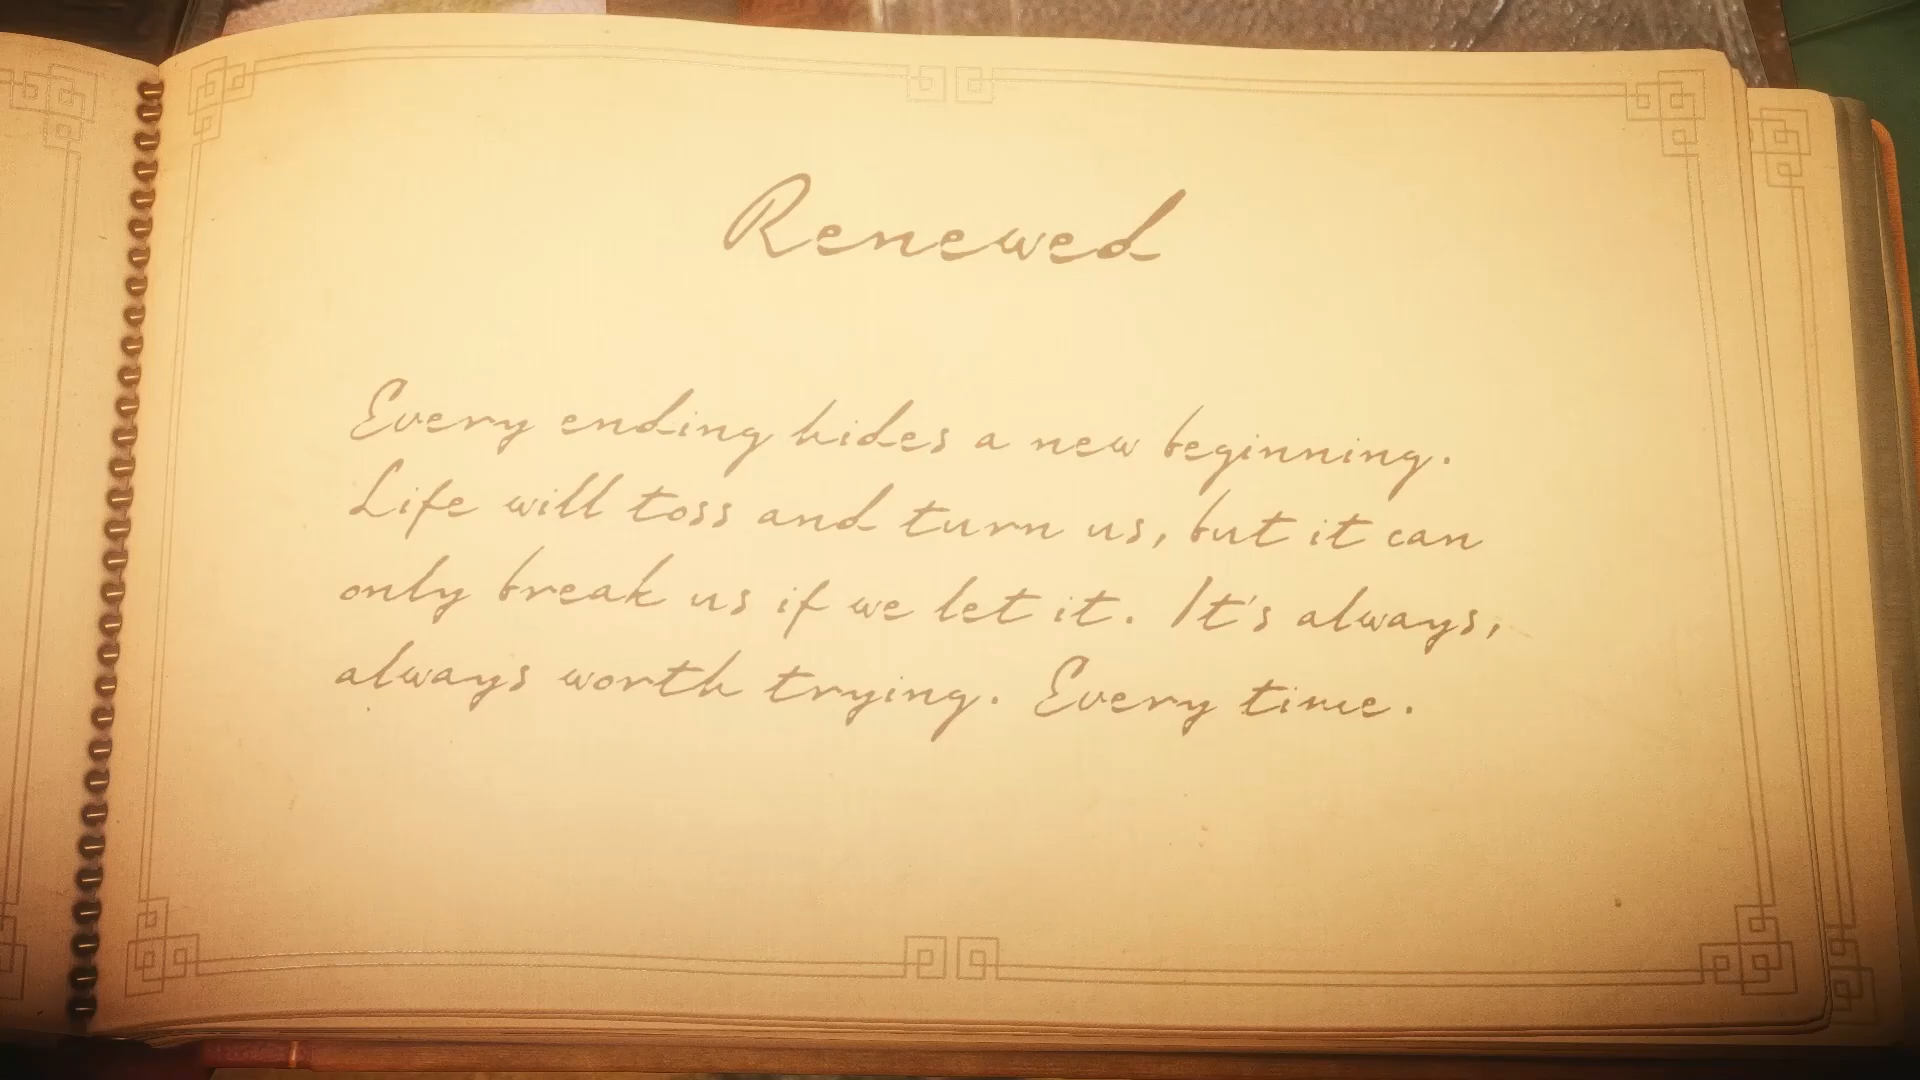 Renewed
Every ending hides a new beginning.
Life will toss and turn us, but it can
only break us if we let it. It's always,
always worth trying. Every time.